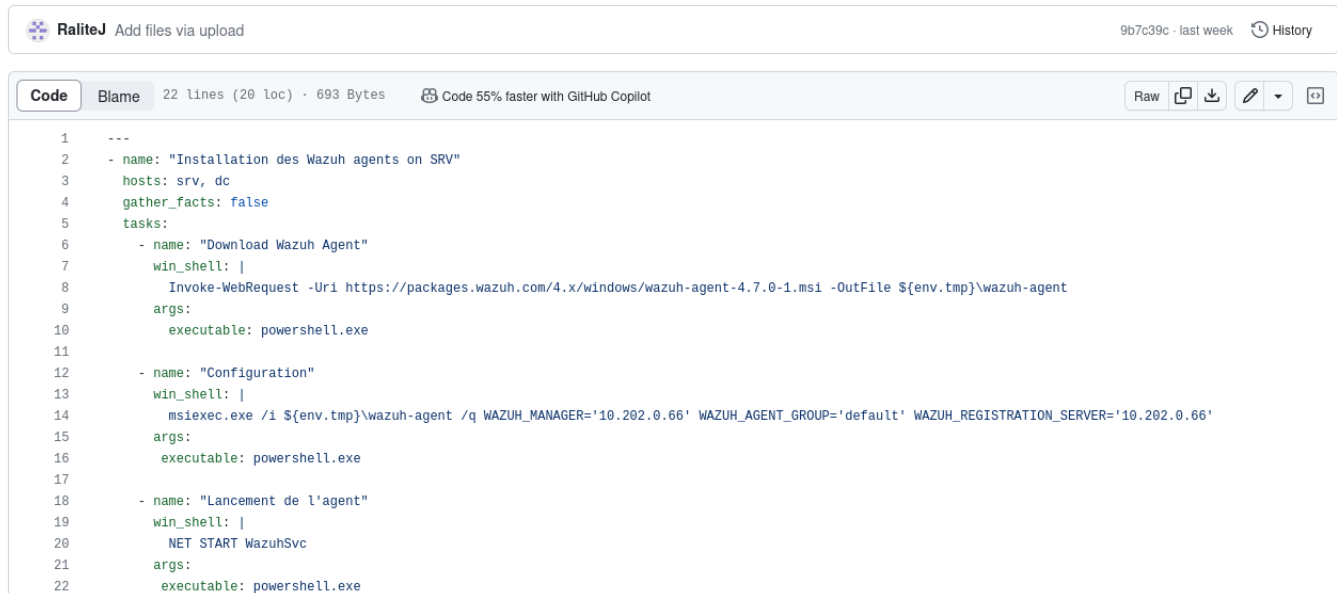 RaliteJ Add files via upload 9b7c39c · last week History
Code Blame 22 lines (20 loc) · 693 Bytes Code 55% faster with GitHub Copilot Raw
1 ---
2 - name: "Installation des Wazuh agents on SRV"
3 hosts: srv, dc
4 gather_facts: false
5 tasks:
6 - name: "Download Wazuh Agent"
7 win_shell: |
8 Invoke-WebRequest -Uri https://packages.wazuh.com/4.x/windows/wazuh-agent-4.7.0-1.msi -OutFile ${env.tmp}\wazuh-agent
9 args:
10 executable: powershell.exe
11
12 - name: "Configuration"
13 win_shell: |
14 msiexec.exe /i ${env.tmp}\wazuh-agent /q WAZUH_MANAGER='10.202.0.66' WAZUH_AGENT_GROUP='default' WAZUH_REGISTRATION_SERVER='10.202.0.66'
15 args:
16 executable: powershell.exe
17
18 - name: "Lancement de l'agent"
19 win_shell: |
20 NET START WazuhSvc
21 args:
22 executable: powershell.exe